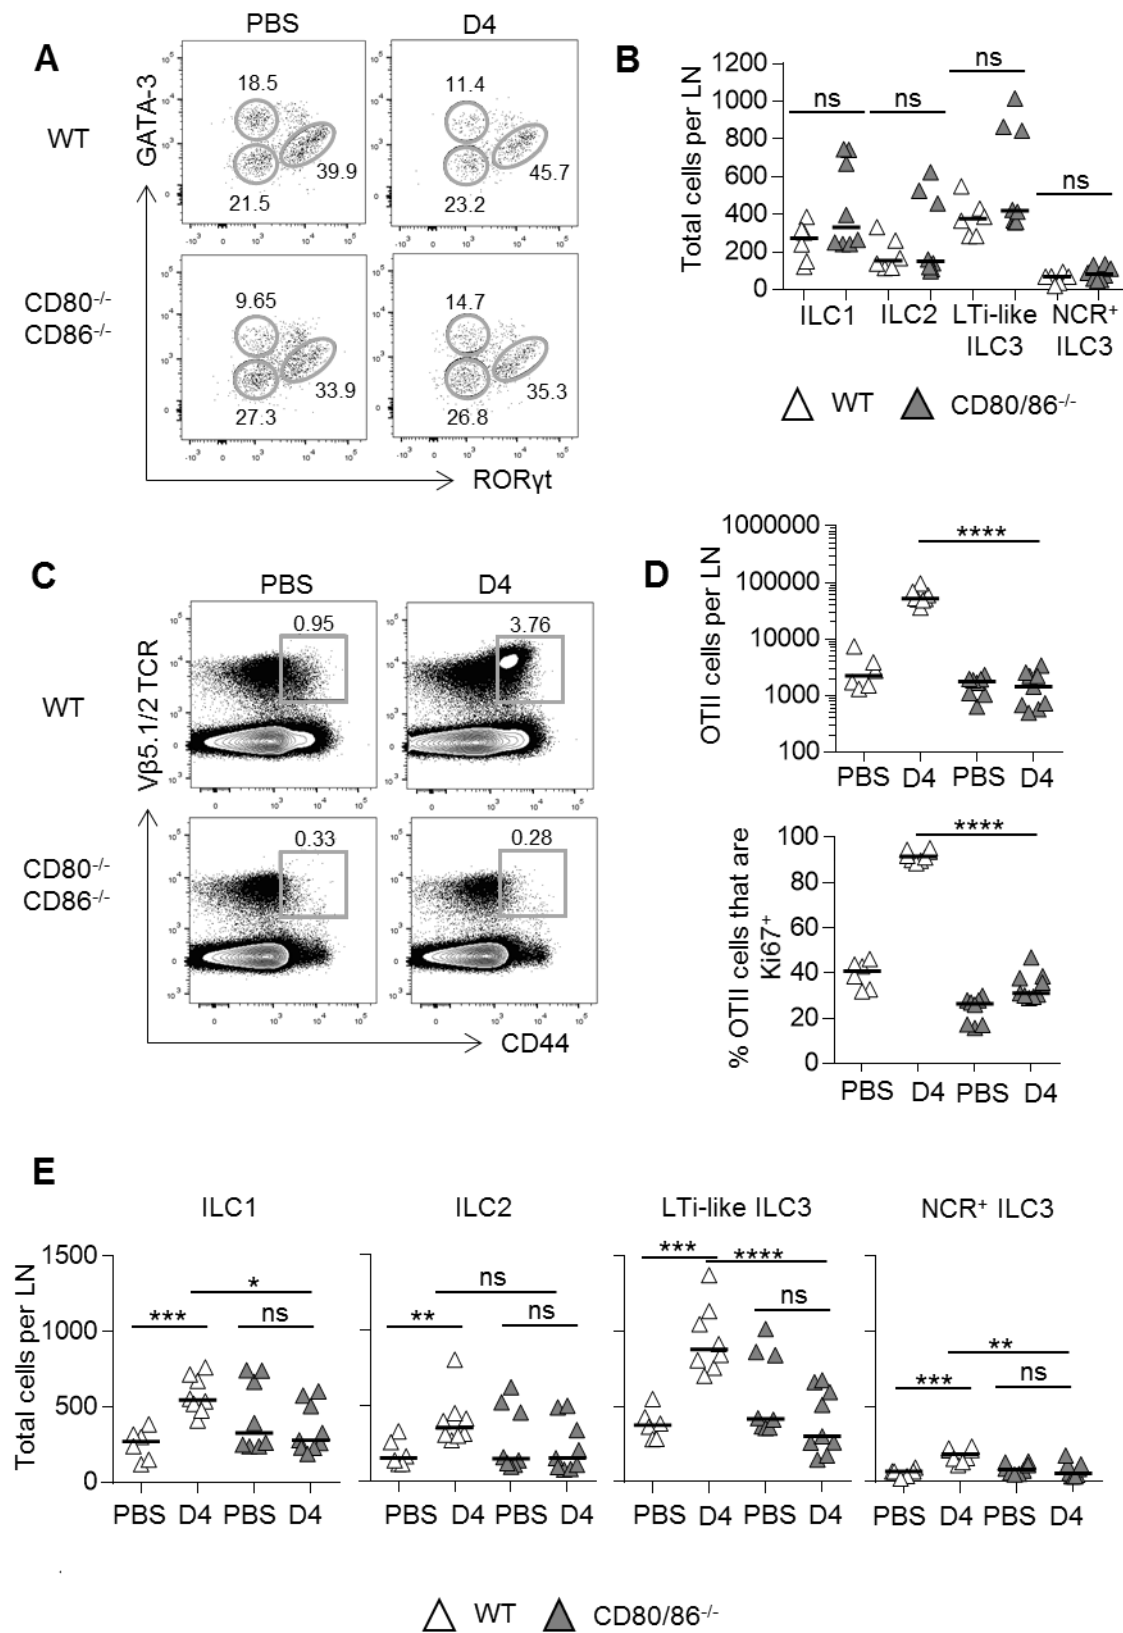 A
PBS
D4
WT
CD80-/-
CD86-/-
GATA-3
18.5
39.9
21.5
11.4
45.7
23.2
9.65
33.9
27.3
14.7
35.3
26.8
RORγt
B
Total cells per LN
1200
1000
800
600
400
200
0
ns
ns
ns
ns
ILC1
ILC2
LTi-like
ILC3
NCR+
ILC3
WT
CD80/86-/-
C
PBS
D4
WT
CD80-/-
CD86-/-
Vβ5.1/2 TCR
0.95
3.76
0.33
0.28
CD44
D
OTII cells per LN
1000000
100000
10000
1000
100
****
PBS
D4
PBS
D4
% OTII cells that are
Ki67+
100
80
60
40
20
0
****
PBS
D4
PBS
D4
E
ILC1
ILC2
LTi-like ILC3
NCR+ ILC3
Total cells per LN
1500
1000
500
0
***
*
ns
**
ns
ns
***
****
ns
***
**
ns
PBS D4 PBS D4
PBS D4 PBS D4
PBS D4 PBS D4
PBS D4 PBS D4
WT
CD80/86-/-